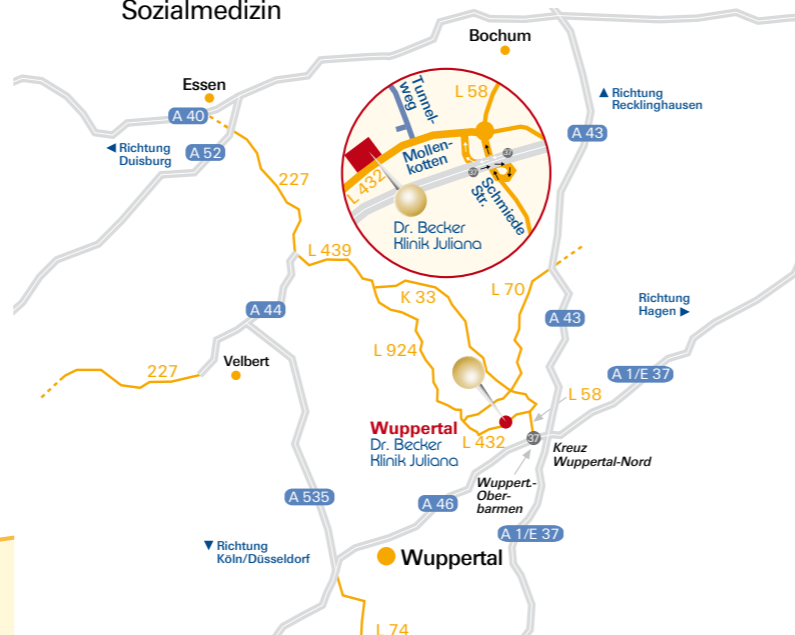 Sozialmedizin
Bochum
Essen
A 40
Richtung
Duisburg
A 52
Richtung
Recklinghausen
A 43
Tunnel-
weg
L 58
Mollen-
kotten
L 432
37
37
Schmiede
Str.
Dr. Becker
Klinik Juliana
227
L 439
K 33
L 70
Richtung
Hagen
A 44
A 43
L 924
Velbert
227
A 1/E 37
L 58
Wuppertal
Dr. Becker
Klinik Juliana
L 432
37
Kreuz
Wuppertal-Nord
Wuppert.-
Ober-
barmen
A 535
A 46
A 1/E 37
Richtung
Köln/Düsseldorf
Wuppertal
L 74